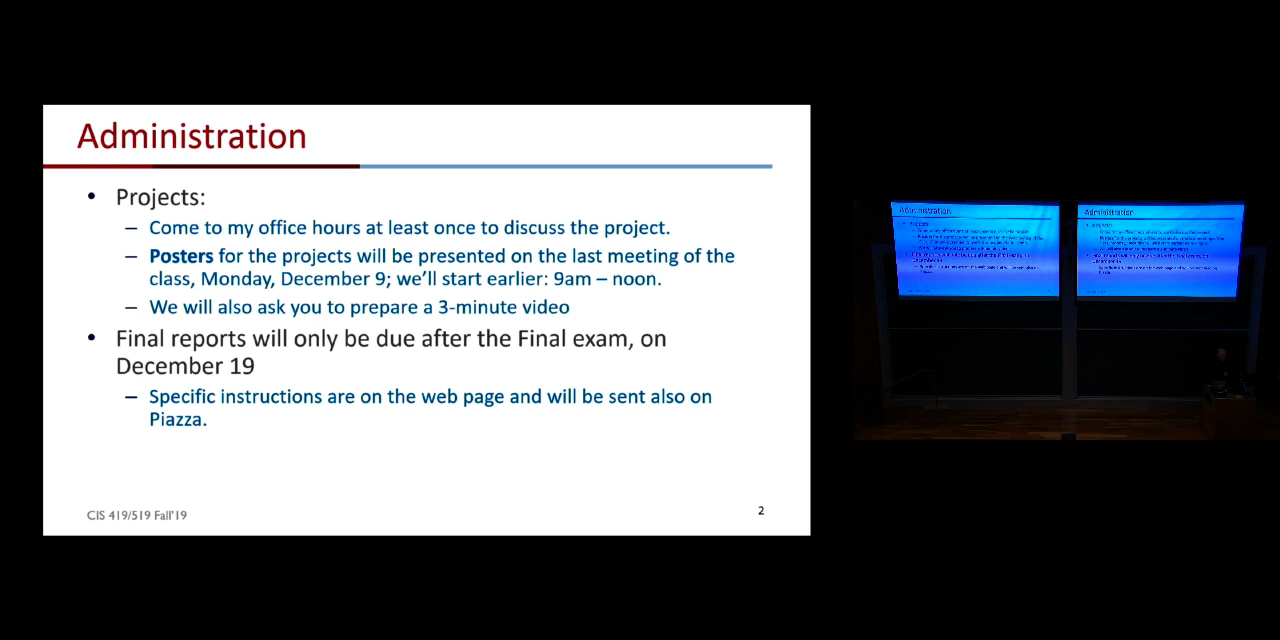 Administration
• Projects:
– Come to my office hours at least once to discuss the project.
– Posters for the projects will be presented on the last meeting of the
class, Monday, December 9; we’ll start earlier: 9am – noon.
– We will also ask you to prepare a 3-minute video
• Final reports will only be due after the Final exam, on
December 19
– Specific instructions are on the web page and will be sent also on
Piazza.
CIS 419/519 Fall’19
2
Administration
Administration